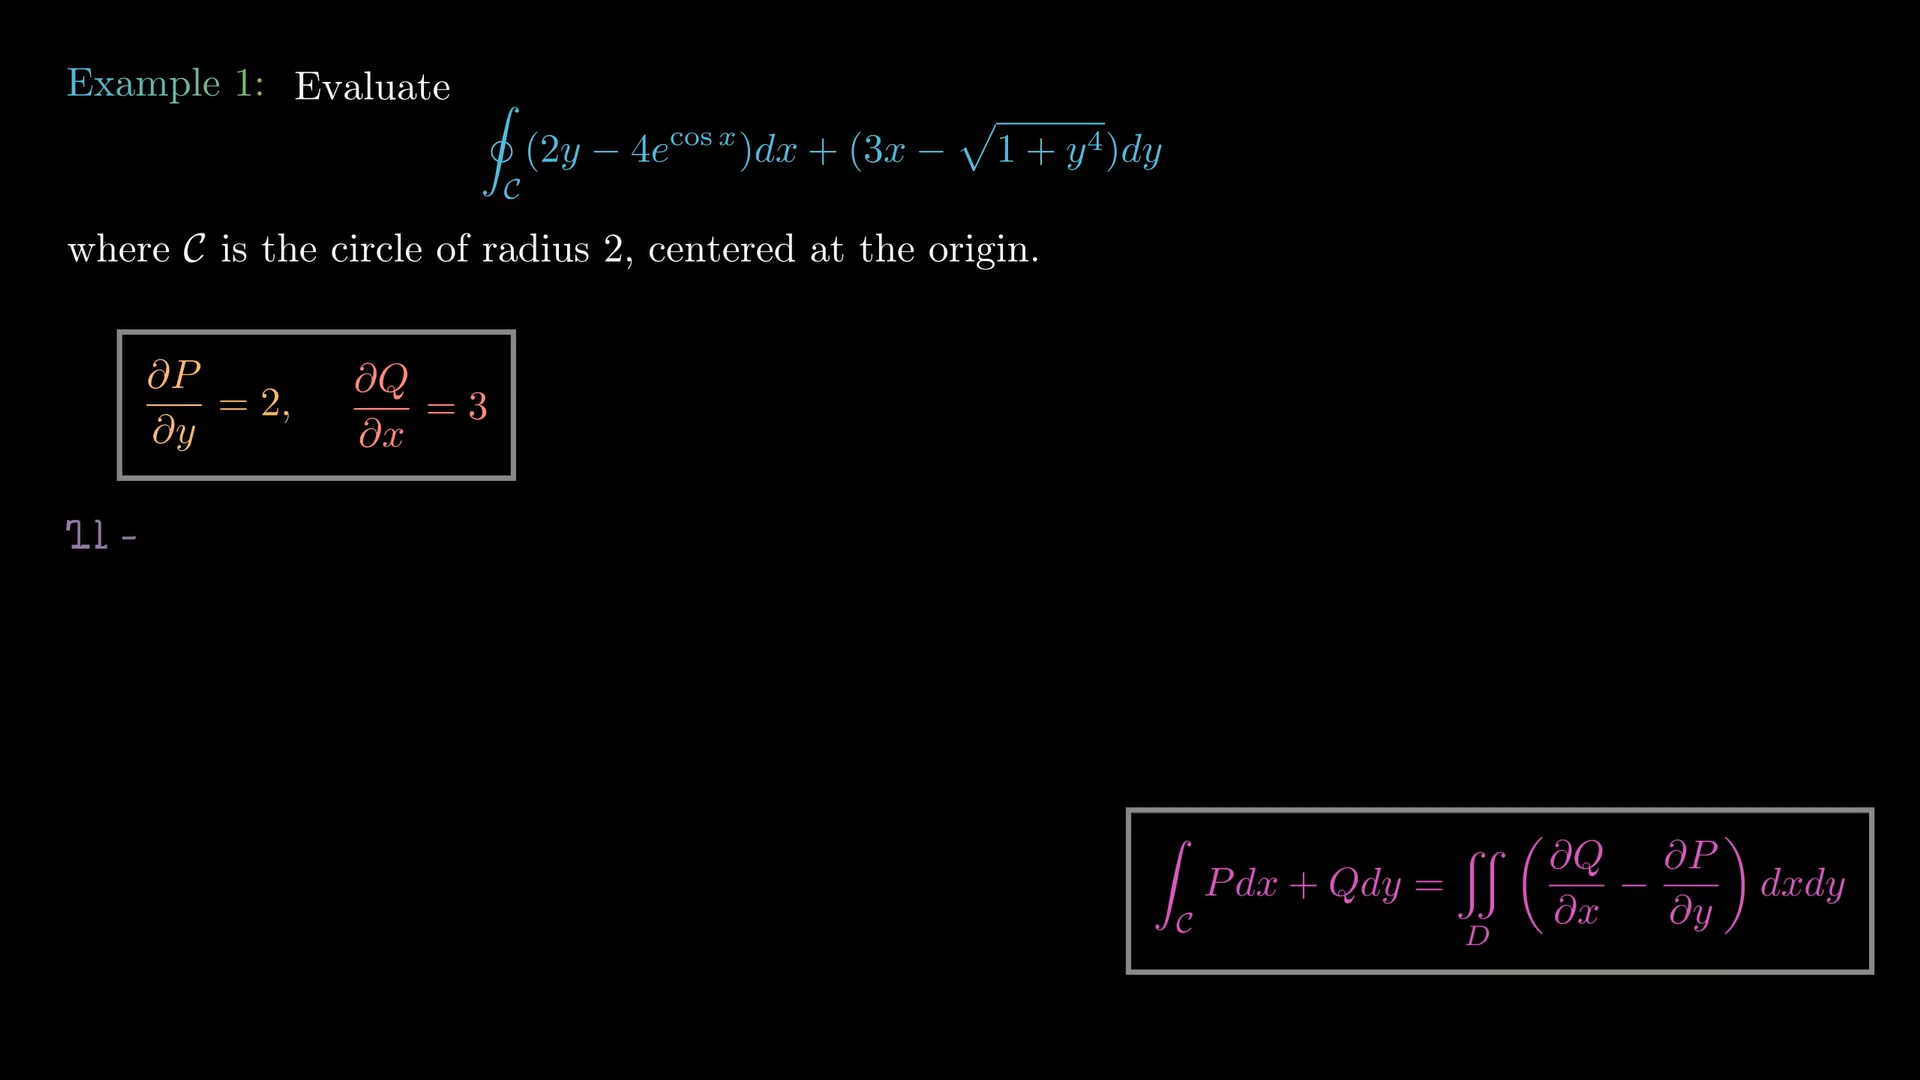 Example 1: Evaluate
∮_C (2y − 4e^{cos x})dx + (3x − √(1 + y⁴))dy
where C is the circle of radius 2, centered at the origin.
∂P/∂y = 2, ∂Q/∂x = 3
∫_C Pdx + Qdy = ∬_D (∂Q/∂x − ∂P/∂y) dxdy